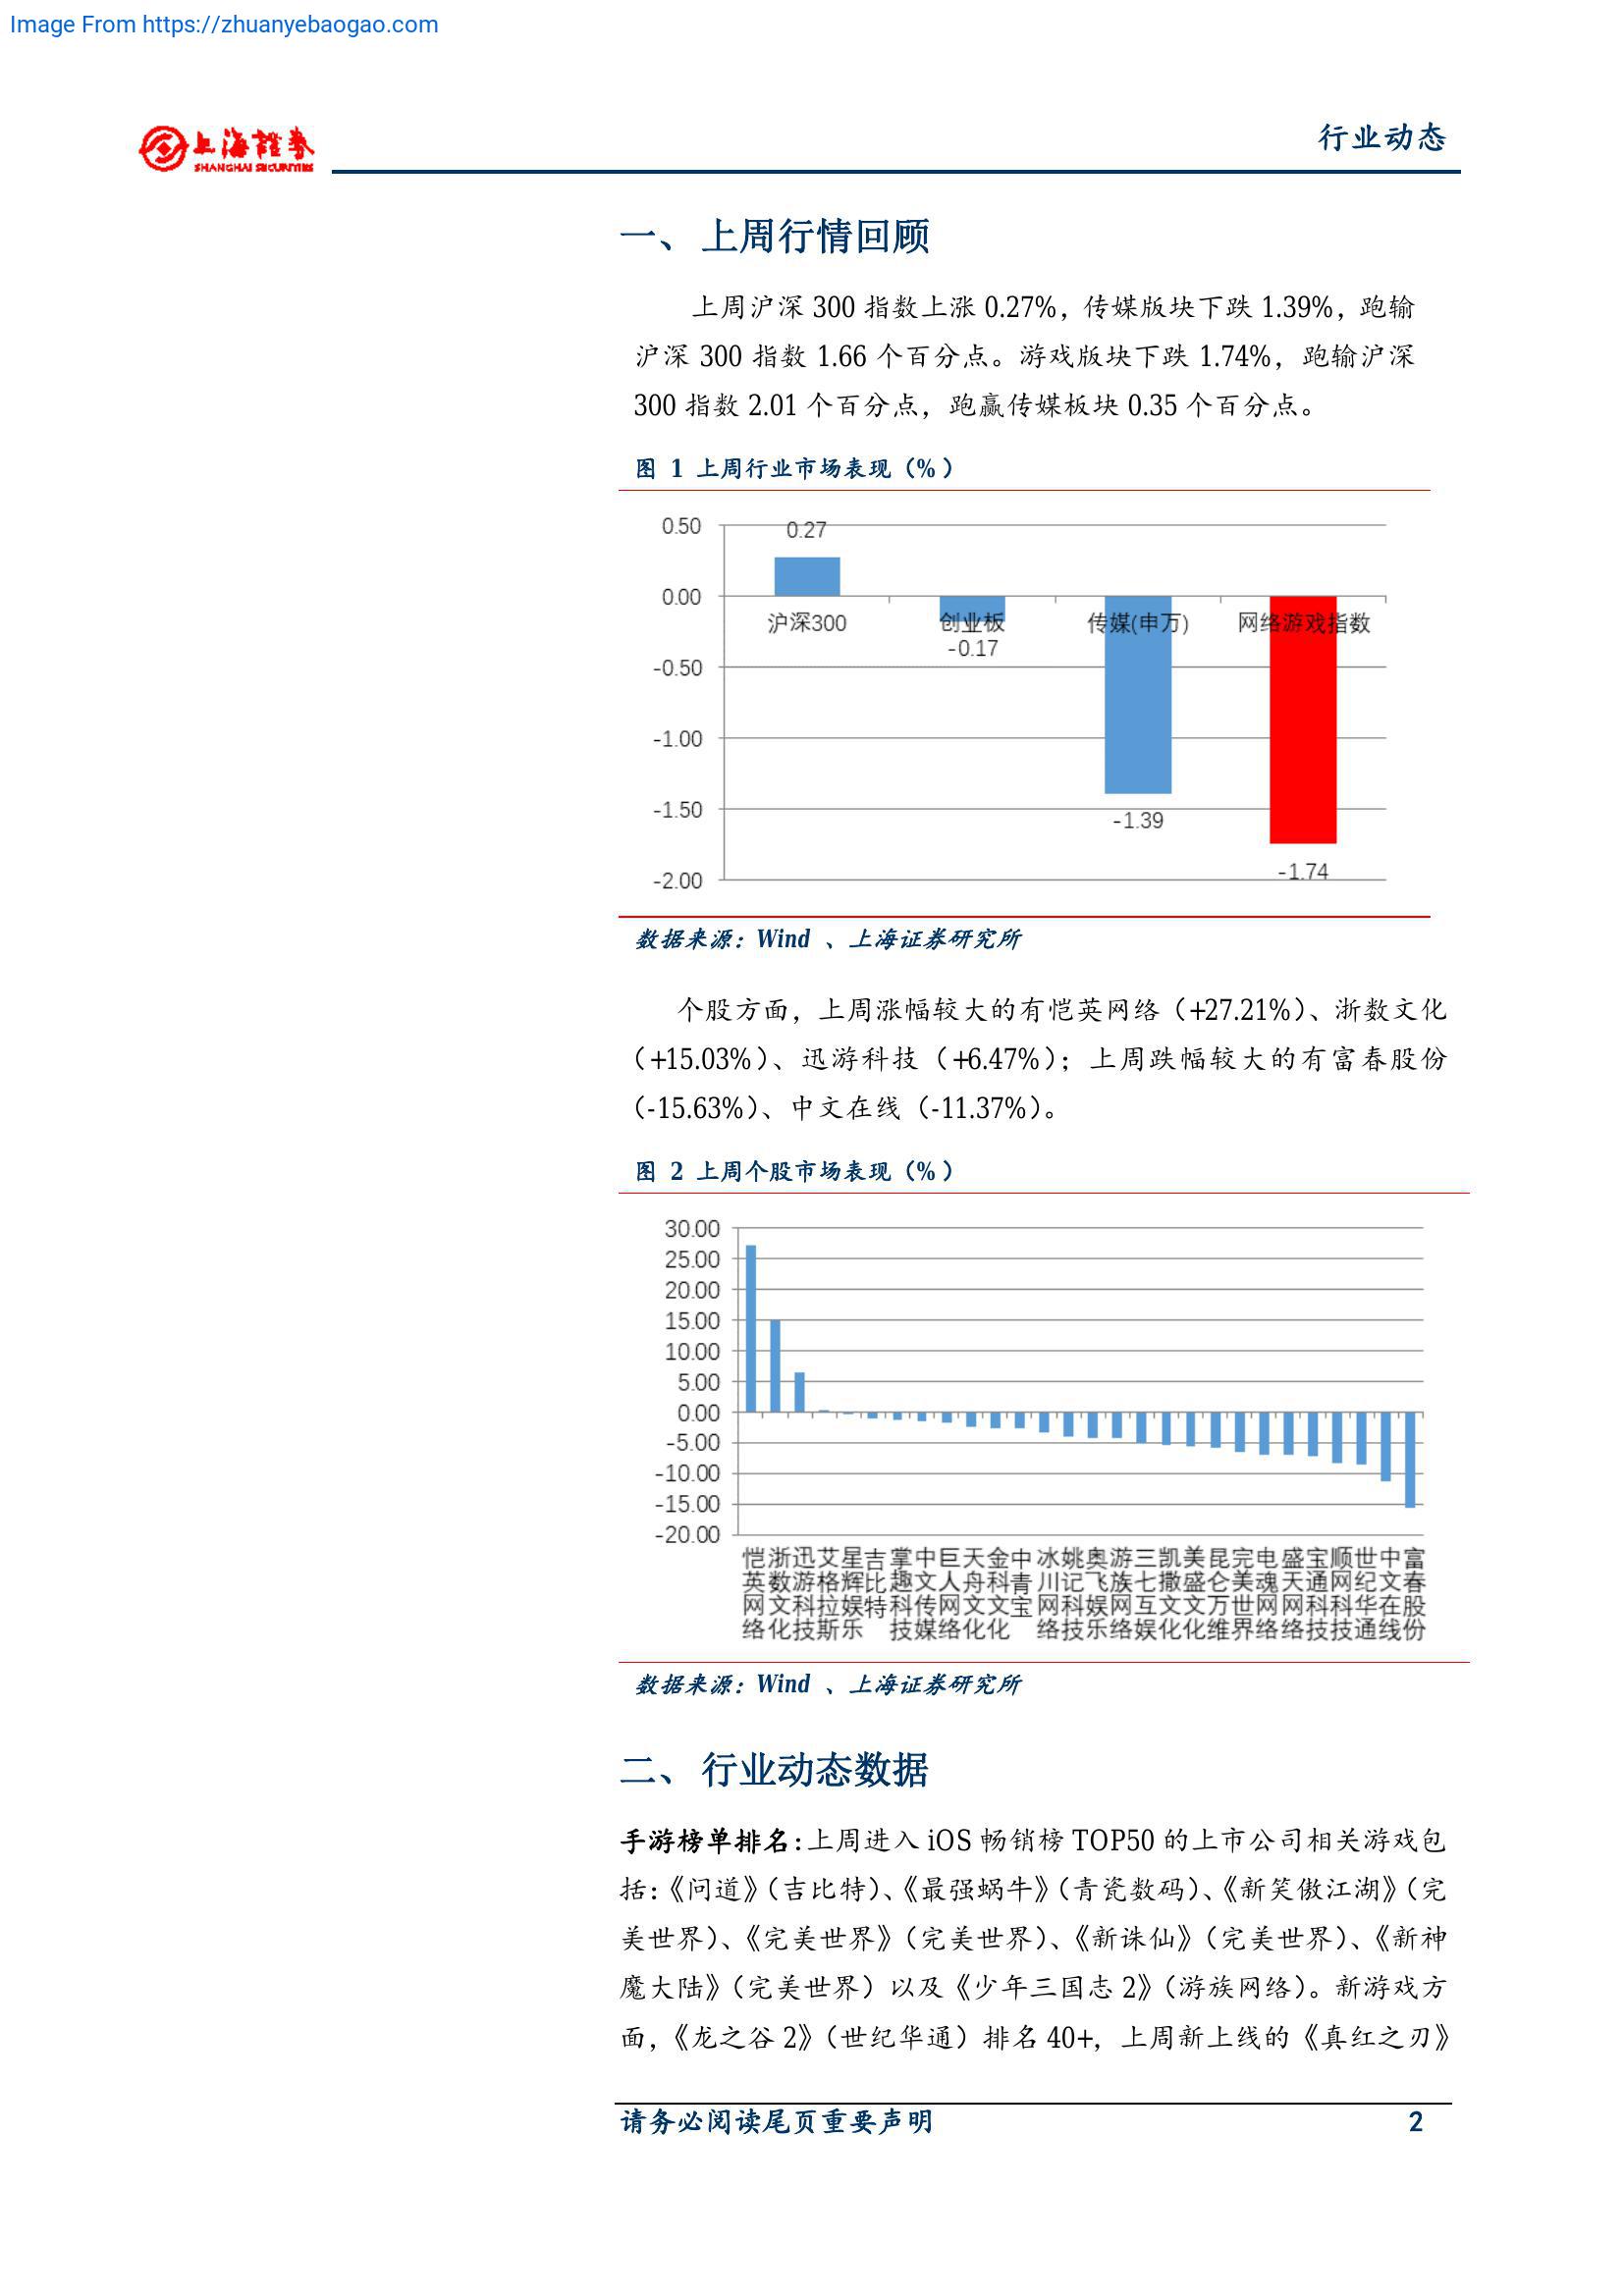 Image From https://zhuanyebaogao.com
上海證券
SHANGHAI SECURITIES
行业动态
一、 上周行情回顾
上周沪深 300 指数上涨 0.27%，传媒版块下跌 1.39%，跑输
沪深 300 指数 1.66 个百分点。游戏版块下跌 1.74%，跑输沪深
300 指数 2.01 个百分点，跑赢传媒板块 0.35 个百分点。
图 1 上周行业市场表现（%）
0.50
0.27
0.00
沪深300 创业板 传媒(申万) 网络游戏指数
-0.17
-0.50
-1.00
-1.50
-1.39
-1.74
-2.00
数据来源：Wind 、上海证券研究所
个股方面，上周涨幅较大的有恺英网络（+27.21%）、浙数文化
（+15.03%）、迅游科技（+6.47%）；上周跌幅较大的有富春股份
（-15.63%）、中文在线（-11.37%）。
图 2 上周个股市场表现（%）
30.00
25.00
20.00
15.00
10.00
5.00
0.00
-5.00
-10.00
-15.00
-20.00
恺英网络
浙数文化
迅游科技
艾格拉斯
星辉娱乐
吉比特
掌趣科技
中文传媒
巨人网络
天舟文化
金科文化
中青宝
冰川网络
姚记科技
奥飞娱乐
游族网络
三七互娱
凯撒文化
美盛文化
昆仑万维
完美世界
电魂网络
盛天网络
宝通科技
顺网科技
世纪华通
中文在线
富春股份
数据来源：Wind 、上海证券研究所
二、 行业动态数据
手游榜单排名：上周进入 iOS 畅销榜 TOP50 的上市公司相关游戏包
括：《问道》（吉比特）、《最强蜗牛》（青瓷数码）、《新笑傲江湖》（完
美世界）、《完美世界》（完美世界）、《新诛仙》（完美世界）、《新神
魔大陆》（完美世界）以及《少年三国志 2》（游族网络）。新游戏方
面，《龙之谷 2》（世纪华通）排名 40+，上周新上线的《真红之刃》
请务必阅读尾页重要声明
2